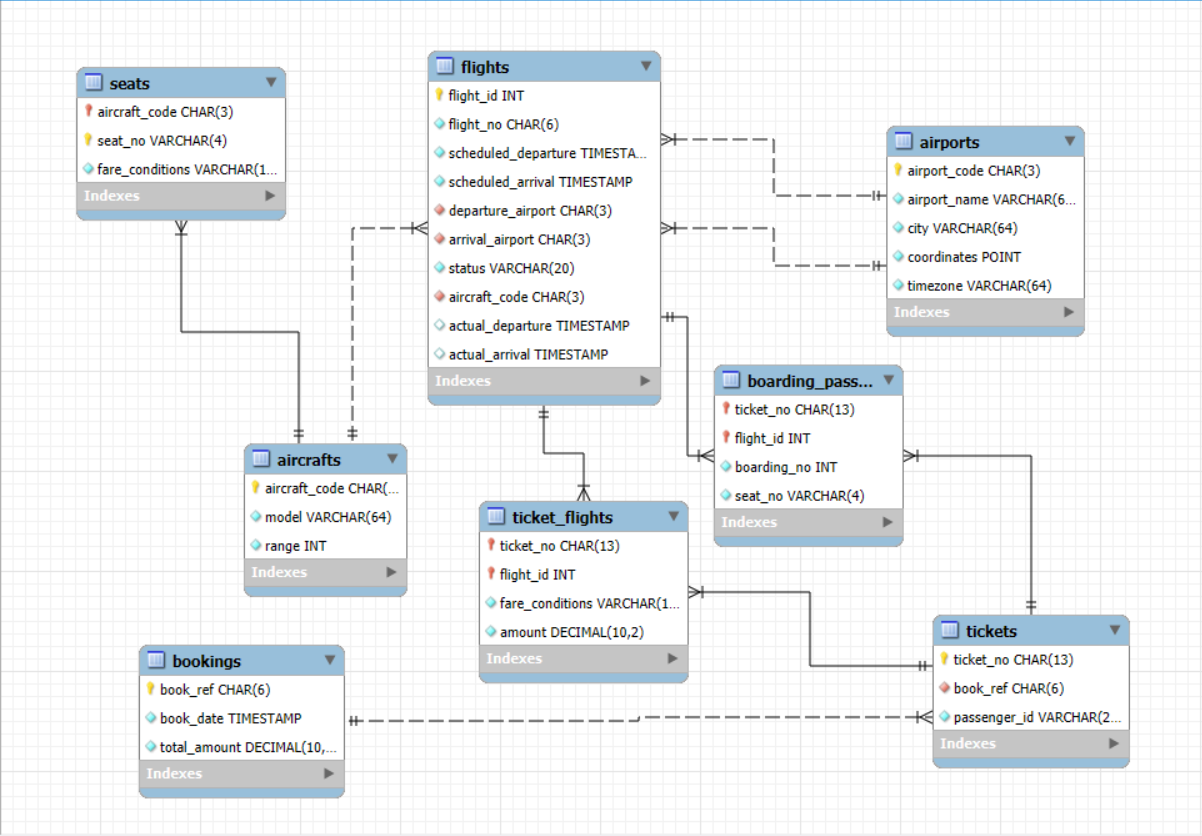 seats
aircraft_code CHAR(3)
seat_no VARCHAR(4)
fare_conditions VARCHAR(1...
Indexes
flights
flight_id INT
flight_no CHAR(6)
scheduled_departure TIMESTA...
scheduled_arrival TIMESTAMP
departure_airport CHAR(3)
arrival_airport CHAR(3)
status VARCHAR(20)
aircraft_code CHAR(3)
actual_departure TIMESTAMP
actual_arrival TIMESTAMP
Indexes
airports
airport_code CHAR(3)
airport_name VARCHAR(6...
city VARCHAR(64)
coordinates POINT
timezone VARCHAR(64)
Indexes
boarding_pass...
ticket_no CHAR(13)
flight_id INT
boarding_no INT
seat_no VARCHAR(4)
Indexes
aircrafts
aircraft_code CHAR(...
model VARCHAR(64)
range INT
Indexes
ticket_flights
ticket_no CHAR(13)
flight_id INT
fare_conditions VARCHAR(1...
amount DECIMAL(10,2)
Indexes
bookings
book_ref CHAR(6)
book_date TIMESTAMP
total_amount DECIMAL(10,...
Indexes
tickets
ticket_no CHAR(13)
book_ref CHAR(6)
passenger_id VARCHAR(2...
Indexes